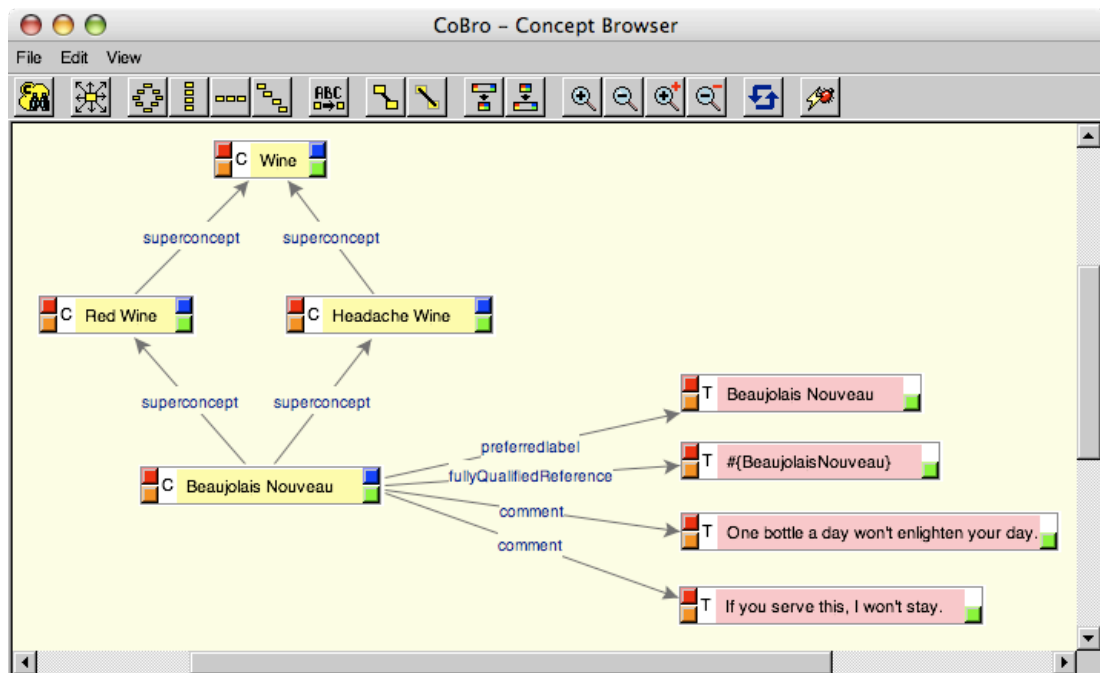 CoBro – Concept Browser
File Edit View
ABC
C Wine
superconcept superconcept
C Red Wine C Headache Wine
superconcept superconcept
T Beaujolais Nouveau
preferredlabel
T #{BeaujolaisNouveau}
fullyQualifiedReference
C Beaujolais Nouveau
comment
T One bottle a day won't enlighten your day.
comment
T If you serve this, I won't stay.